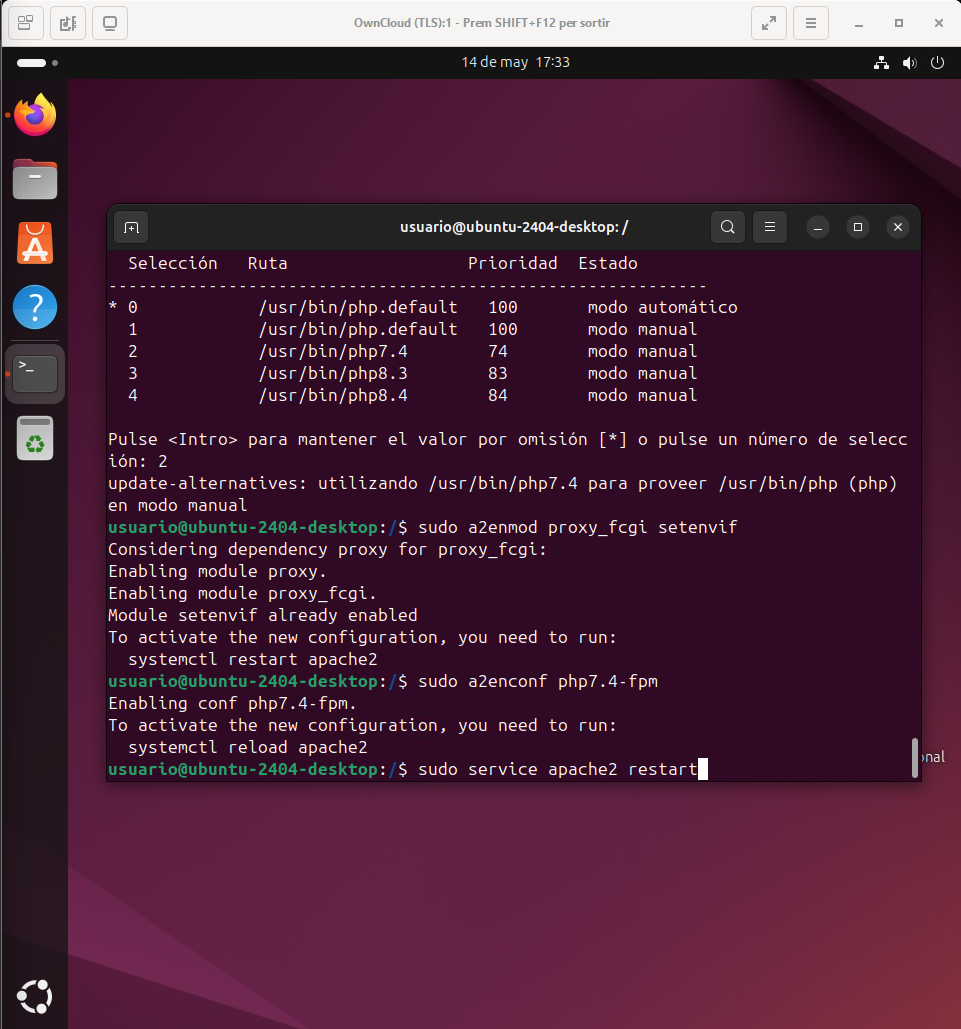 OwnCloud (TLS):1 - Prem SHIFT+F12 per sortir
14 de may 17:33
usuario@ubuntu-2404-desktop: /
Selección Ruta Prioridad Estado
------------------------------------------------------------
* 0 /usr/bin/php.default 100 modo automático
1 /usr/bin/php.default 100 modo manual
2 /usr/bin/php7.4 74 modo manual
3 /usr/bin/php8.3 83 modo manual
4 /usr/bin/php8.4 84 modo manual
Pulse <Intro> para mantener el valor por omisión [*] o pulse un número de selecc
ión: 2
update-alternatives: utilizando /usr/bin/php7.4 para proveer /usr/bin/php (php)
en modo manual
usuario@ubuntu-2404-desktop:/$ sudo a2enmod proxy_fcgi setenvif
Considering dependency proxy for proxy_fcgi:
Enabling module proxy.
Enabling module proxy_fcgi.
Module setenvif already enabled
To activate the new configuration, you need to run:
systemctl restart apache2
usuario@ubuntu-2404-desktop:/$ sudo a2enconf php7.4-fpm
Enabling conf php7.4-fpm.
To activate the new configuration, you need to run:
systemctl reload apache2
usuario@ubuntu-2404-desktop:/$ sudo service apache2 restart